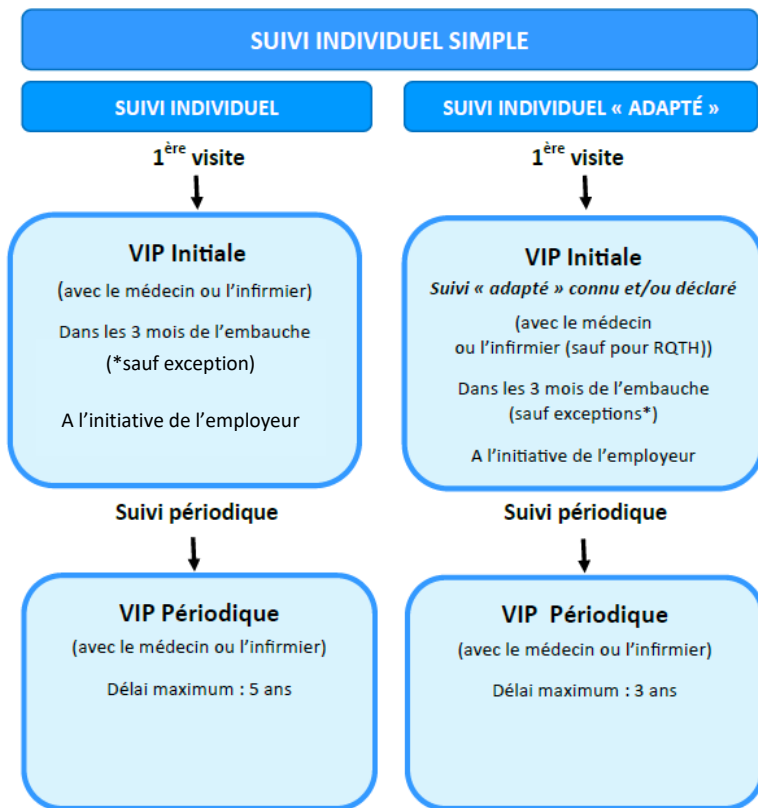 SUIVI INDIVIDUEL SIMPLE
SUIVI INDIVIDUEL
1ère visite
VIP Initiale
(avec le médecin ou l'infirmier)
Dans les 3 mois de l'embauche
(*sauf exception)
A l'initiative de l'employeur
Suivi périodique
VIP Périodique
(avec le médecin ou l'infirmier)
Délai maximum : 5 ans
SUIVI INDIVIDUEL « ADAPTÉ »
1ère visite
VIP Initiale
Suivi « adapté » connu et/ou déclaré
(avec le médecin
ou l'infirmier (sauf pour RQTH))
Dans les 3 mois de l'embauche
(sauf exceptions*)
A l'initiative de l'employeur
Suivi périodique
VIP Périodique
(avec le médecin ou l'infirmier)
Délai maximum : 3 ans